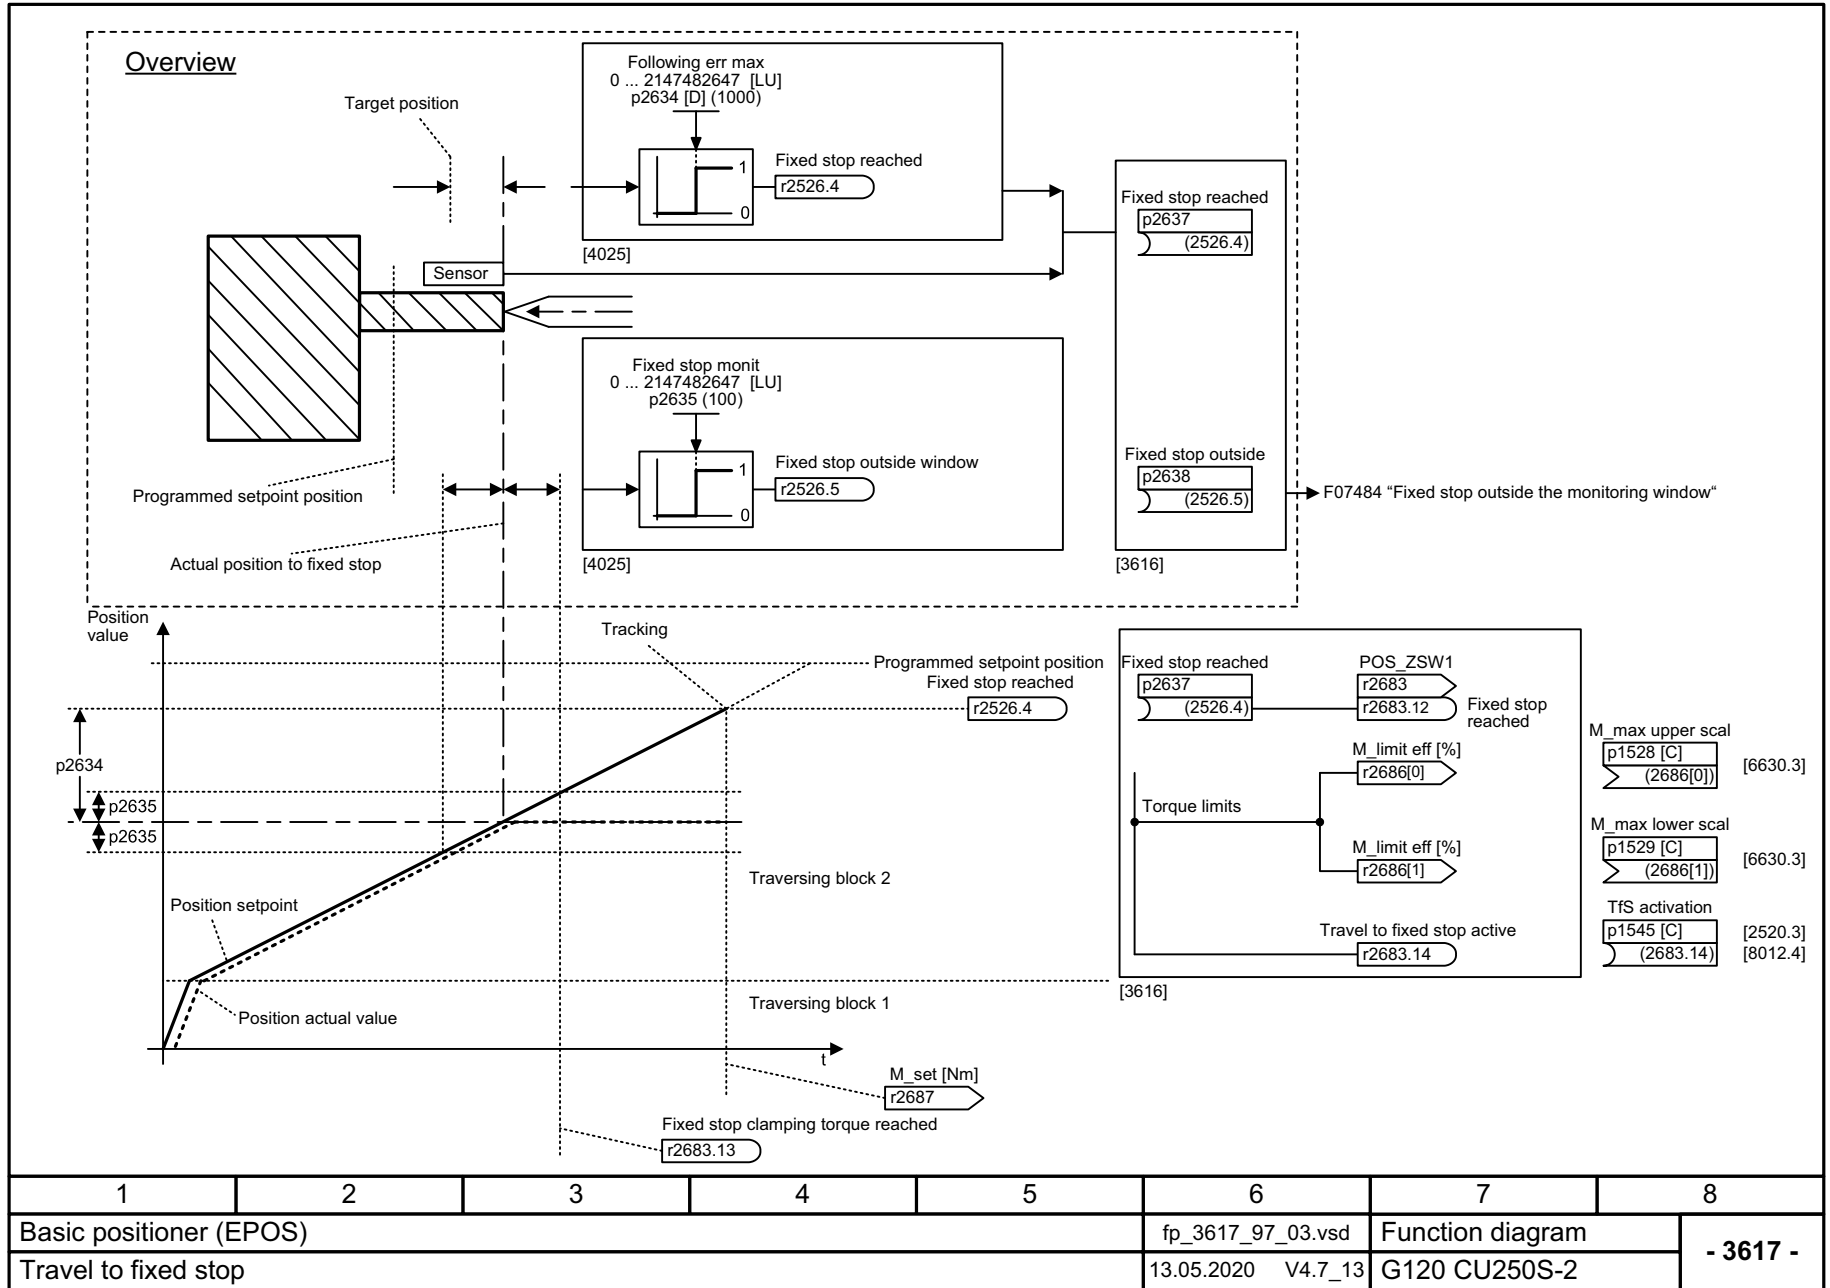 Overview
Target position
Following err max
0 ... 2147482647 [LU]
p2634 [D] (1000)
1
0
Fixed stop reached
r2526.4
[4025]
Sensor
Fixed stop reached
p2637
(2526.4)
Fixed stop monit
0 ... 2147482647 [LU]
p2635 (100)
1
0
Fixed stop outside window
r2526.5
[4025]
Fixed stop outside
p2638
(2526.5)
[3616]
F07484 “Fixed stop outside the monitoring window“
Programmed setpoint position
Actual position to fixed stop
Position
value
Tracking
Programmed setpoint position
Fixed stop reached
r2526.4
p2634
p2635
p2635
Traversing block 2
Position setpoint
Traversing block 1
Position actual value
t
M_set [Nm]
r2687
Fixed stop clamping torque reached
r2683.13
Fixed stop reached
p2637
(2526.4)
POS_ZSW1
r2683
r2683.12
Fixed stop
reached
M_limit eff [%]
r2686[0]
Torque limits
M_limit eff [%]
r2686[1]
Travel to fixed stop active
r2683.14
[3616]
M_max upper scal
p1528 [C]
(2686[0])
[6630.3]
M_max lower scal
p1529 [C]
(2686[1])
[6630.3]
TfS activation
p1545 [C]
(2683.14)
[2520.3]
[8012.4]
1 2 3 4 5 6 7 8
Basic positioner (EPOS)
fp_3617_97_03.vsd
Function diagram
- 3617 -
Travel to fixed stop
13.05.2020 V4.7_13
G120 CU250S-2